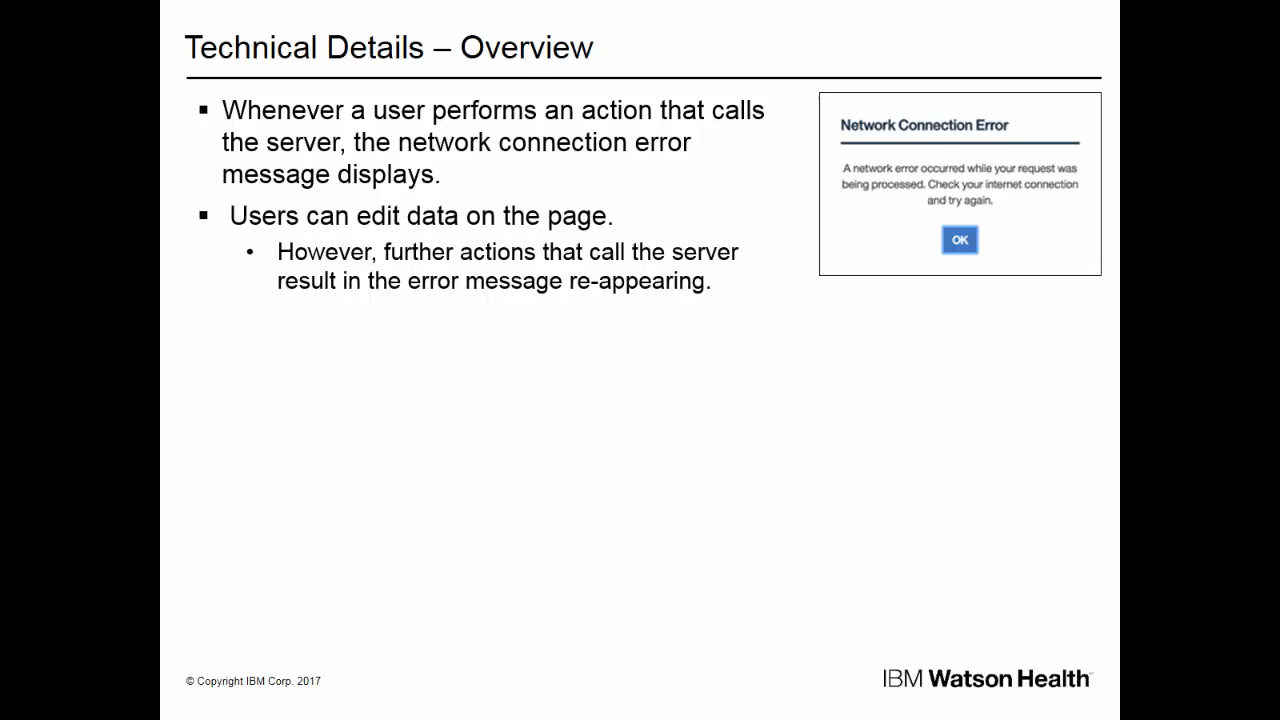 Technical Details – Overview
▪ Whenever a user performs an action that calls
the server, the network connection error
message displays.
▪ Users can edit data on the page.
• However, further actions that call the server
result in the error message re-appearing.
Network Connection Error
A network error occurred while your request was
being processed. Check your internet connection
and try again.
OK
© Copyright IBM Corp. 2017
IBM Watson Health